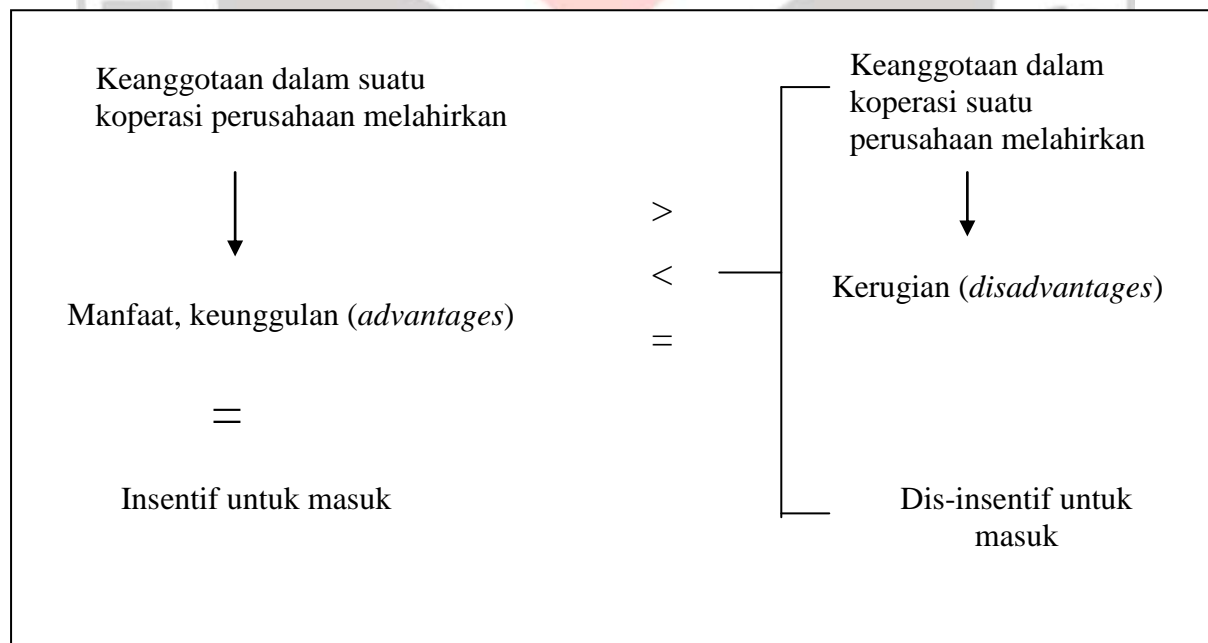 Keanggotaan dalam suatu
koperasi perusahaan melahirkan
Manfaat, keunggulan (advantages)
=
Insentif untuk masuk
>
<
=
Keanggotaan dalam
koperasi suatu
perusahaan melahirkan
Kerugian (disadvantages)
Dis-insentif untuk
masuk